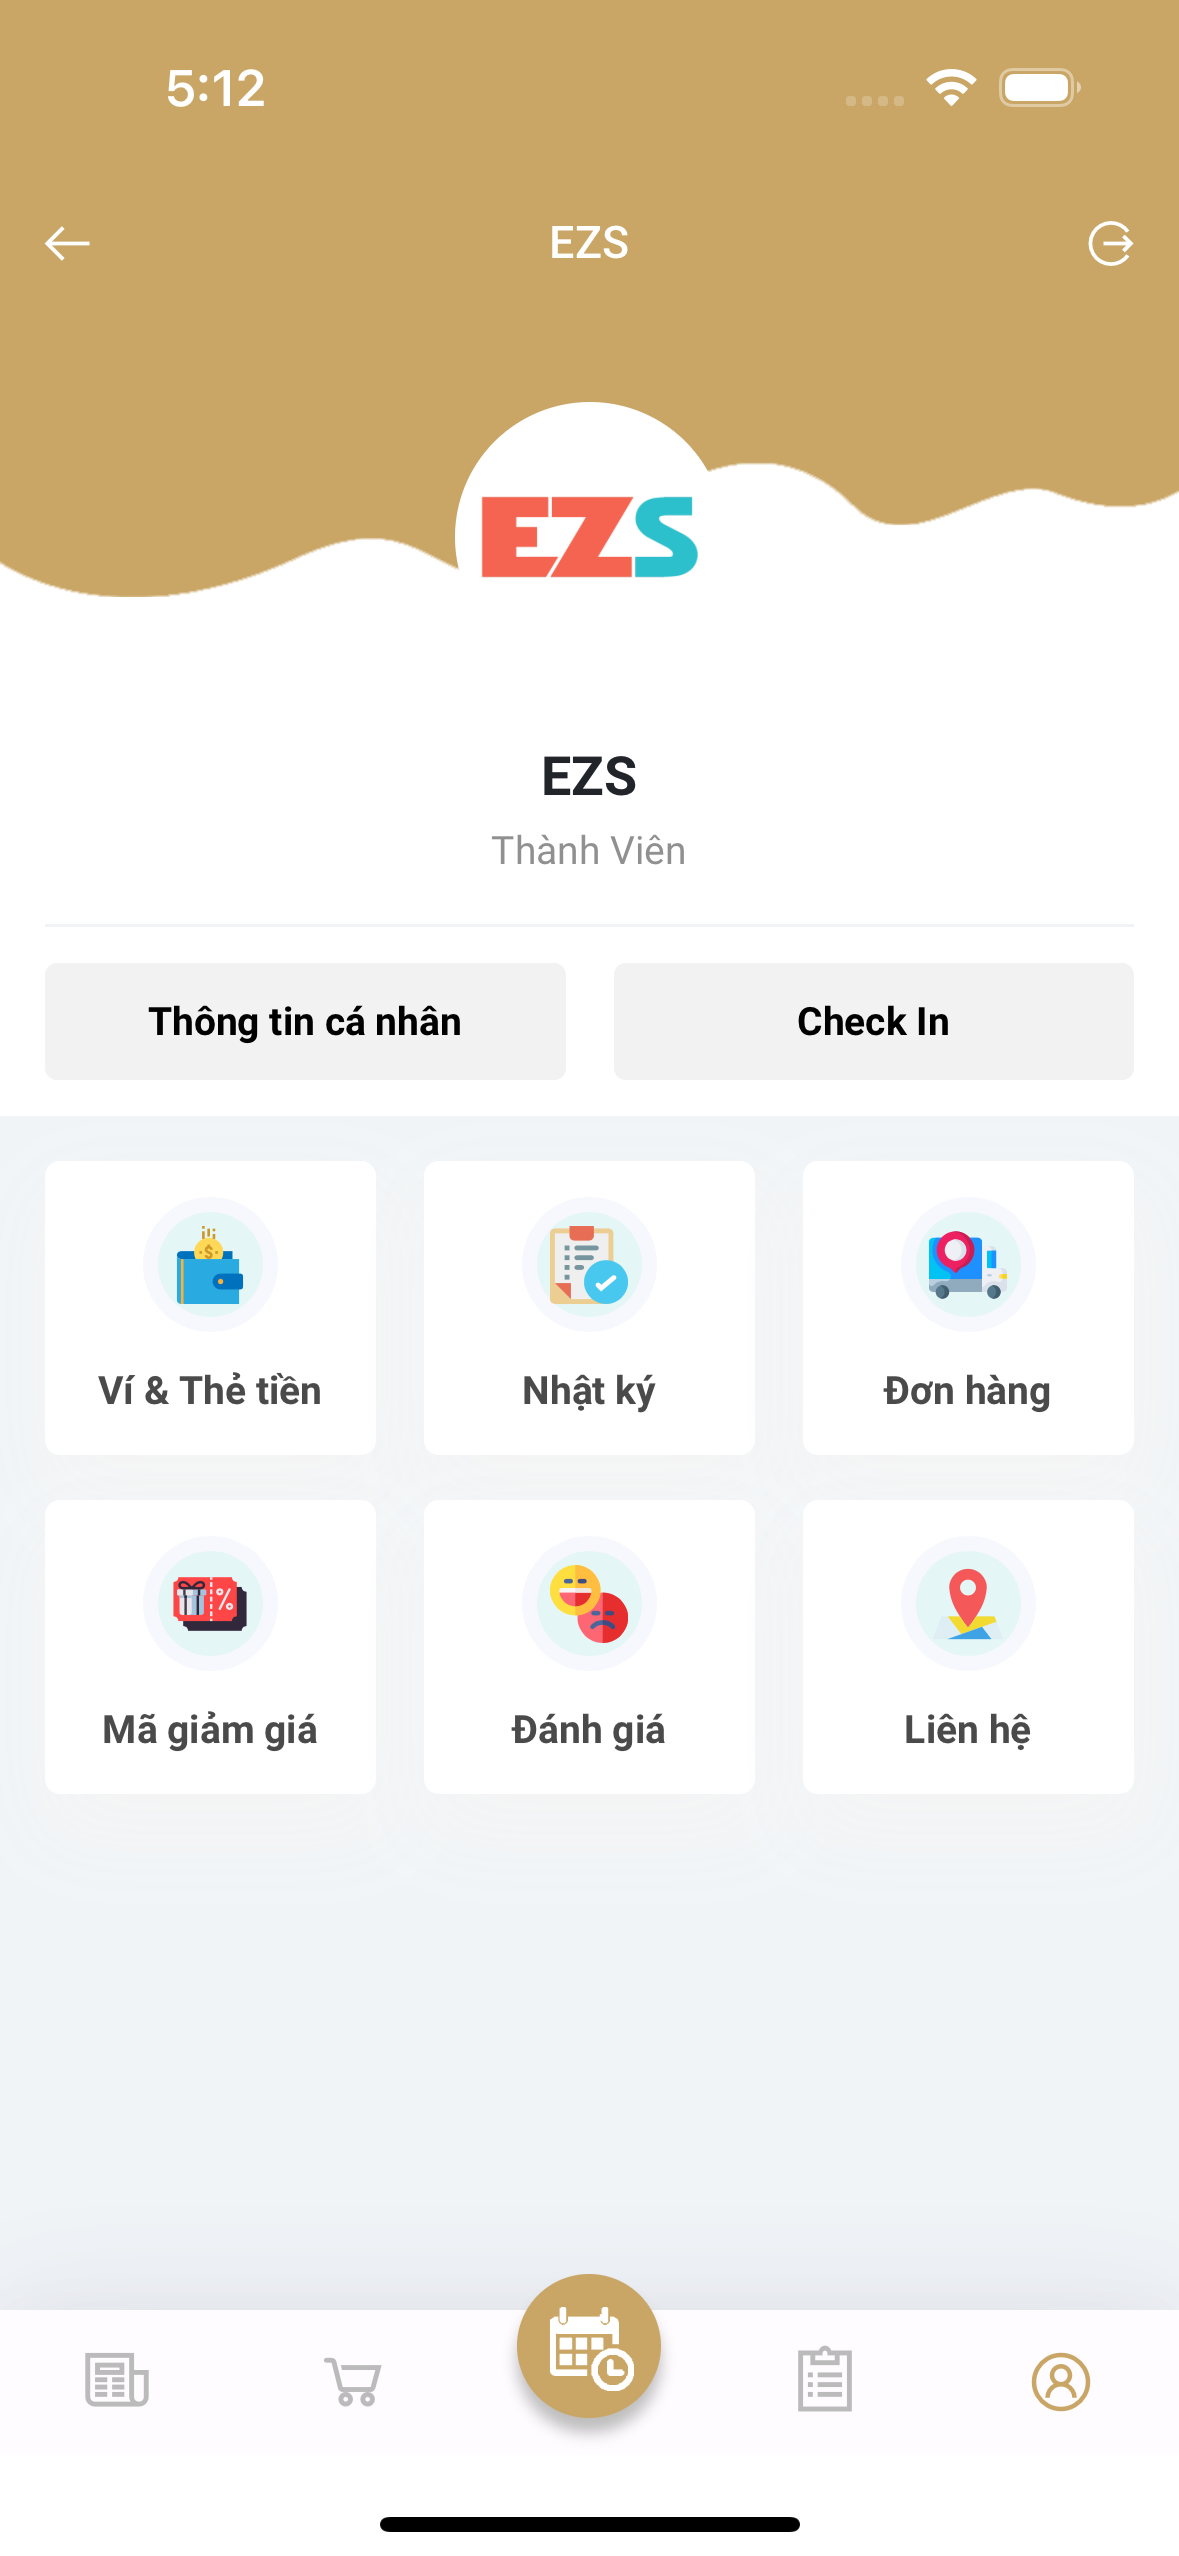 5:12
EZS
EZS
EZS
Thành Viên
Thông tin cá nhân
Check In
Ví & Thẻ tiền
Nhật ký
Đơn hàng
Mã giảm giá
Đánh giá
Liên hệ